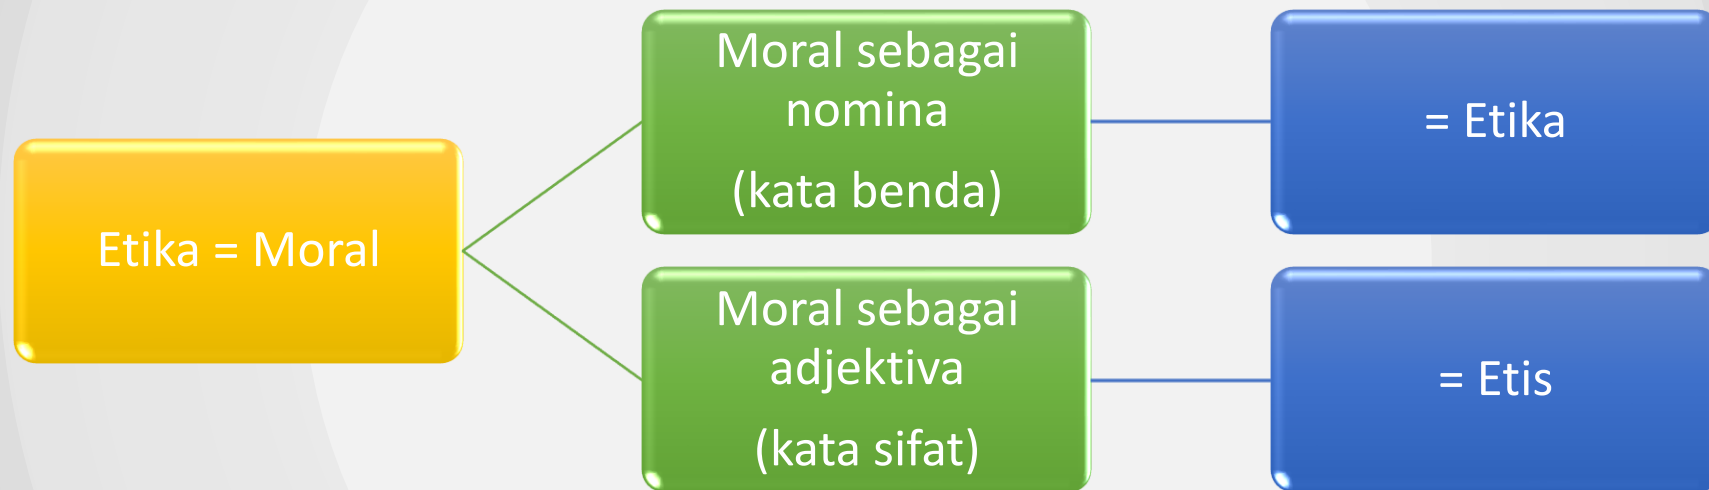 Etika = Moral
Moral sebagai
nomina
(kata benda)
= Etika
Moral sebagai
adjektiva
(kata sifat)
= Etis